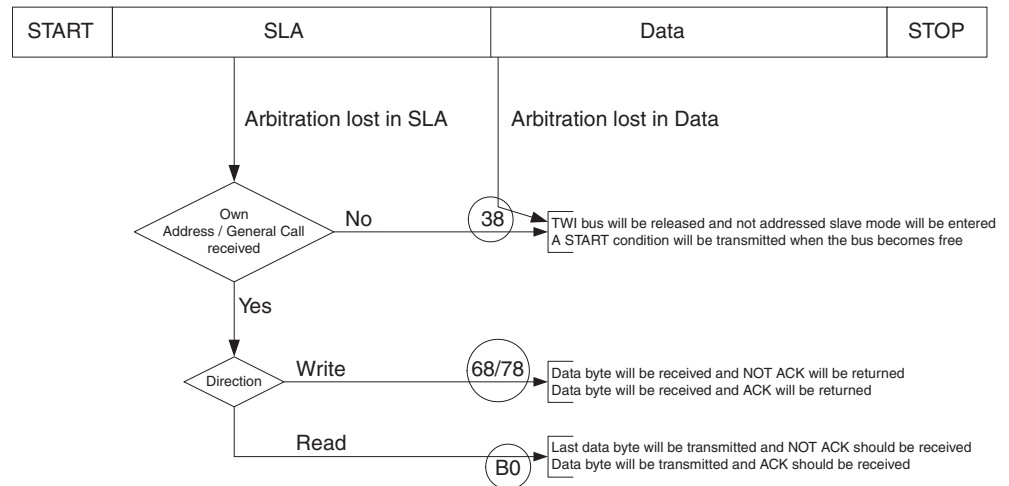 START SLA Data STOP
Arbitration lost in SLA Arbitration lost in Data
Own
Address / General Call
received
No
38
TWI bus will be released and not addressed slave mode will be entered
A START condition will be transmitted when the bus becomes free
Yes
Direction
Write
68/78
Data byte will be received and NOT ACK will be returned
Data byte will be received and ACK will be returned
Read
B0
Last data byte will be transmitted and NOT ACK should be received
Data byte will be transmitted and ACK should be received